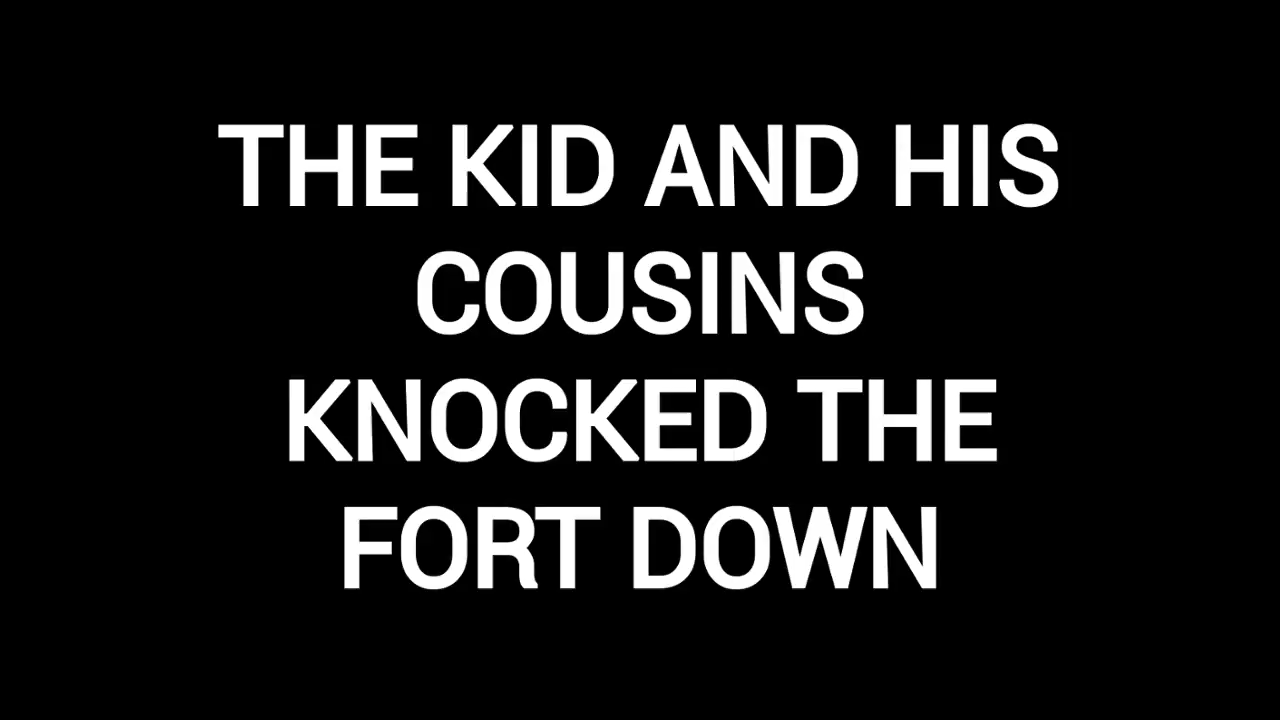 THE KID AND HIS
COUSINS
KNOCKED THE
FORT DOWN